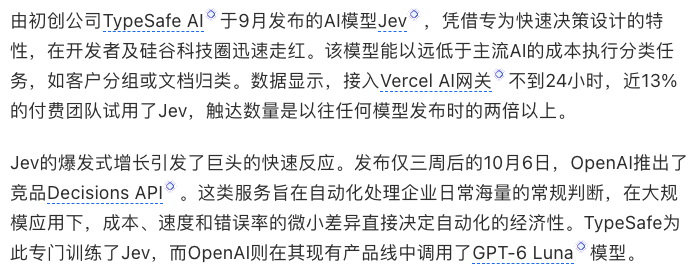 由初创公司TypeSafe AI于9月发布的AI模型Jev，凭借专为快速决策设计的特
性，在开发者及硅谷科技圈迅速走红。该模型能以远低于主流AI的成本执行分类任
务，如客户分组或文档归类。数据显示，接入Vercel AI网关不到24小时，近13%
的付费团队试用了Jev，触达数量是以往任何模型发布时的两倍以上。
Jev的爆发式增长引发了巨头的快速反应。发布仅三周后的10月6日，OpenAI推出了
竞品Decisions API。这类服务旨在自动化处理企业日常海量的常规判断，在大规
模应用下，成本、速度和错误率的微小差异直接决定自动化的经济性。TypeSafe为
此专门训练了Jev，而OpenAI则在其现有产品线中调用了GPT-6 Luna模型。